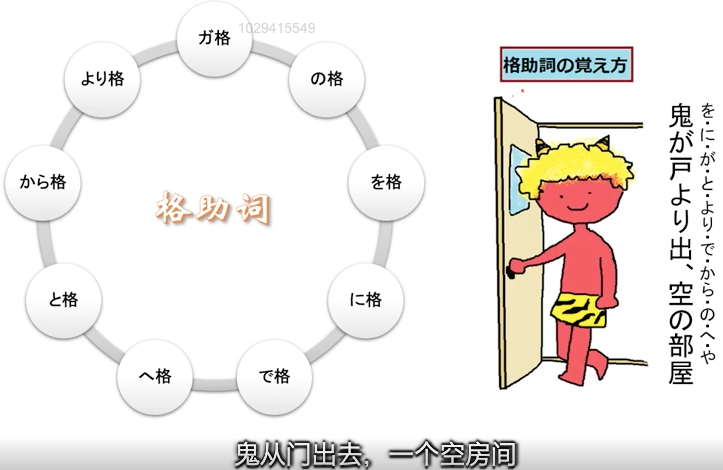 1029415549
ガ格
の格
を格
に格
で格
へ格
と格
から格
より格
格助词
格助詞の覚え方
を・に・が・と・より・で・から・の・へ・や
鬼が戸より出、空の部屋
鬼从门出去，一个空房间